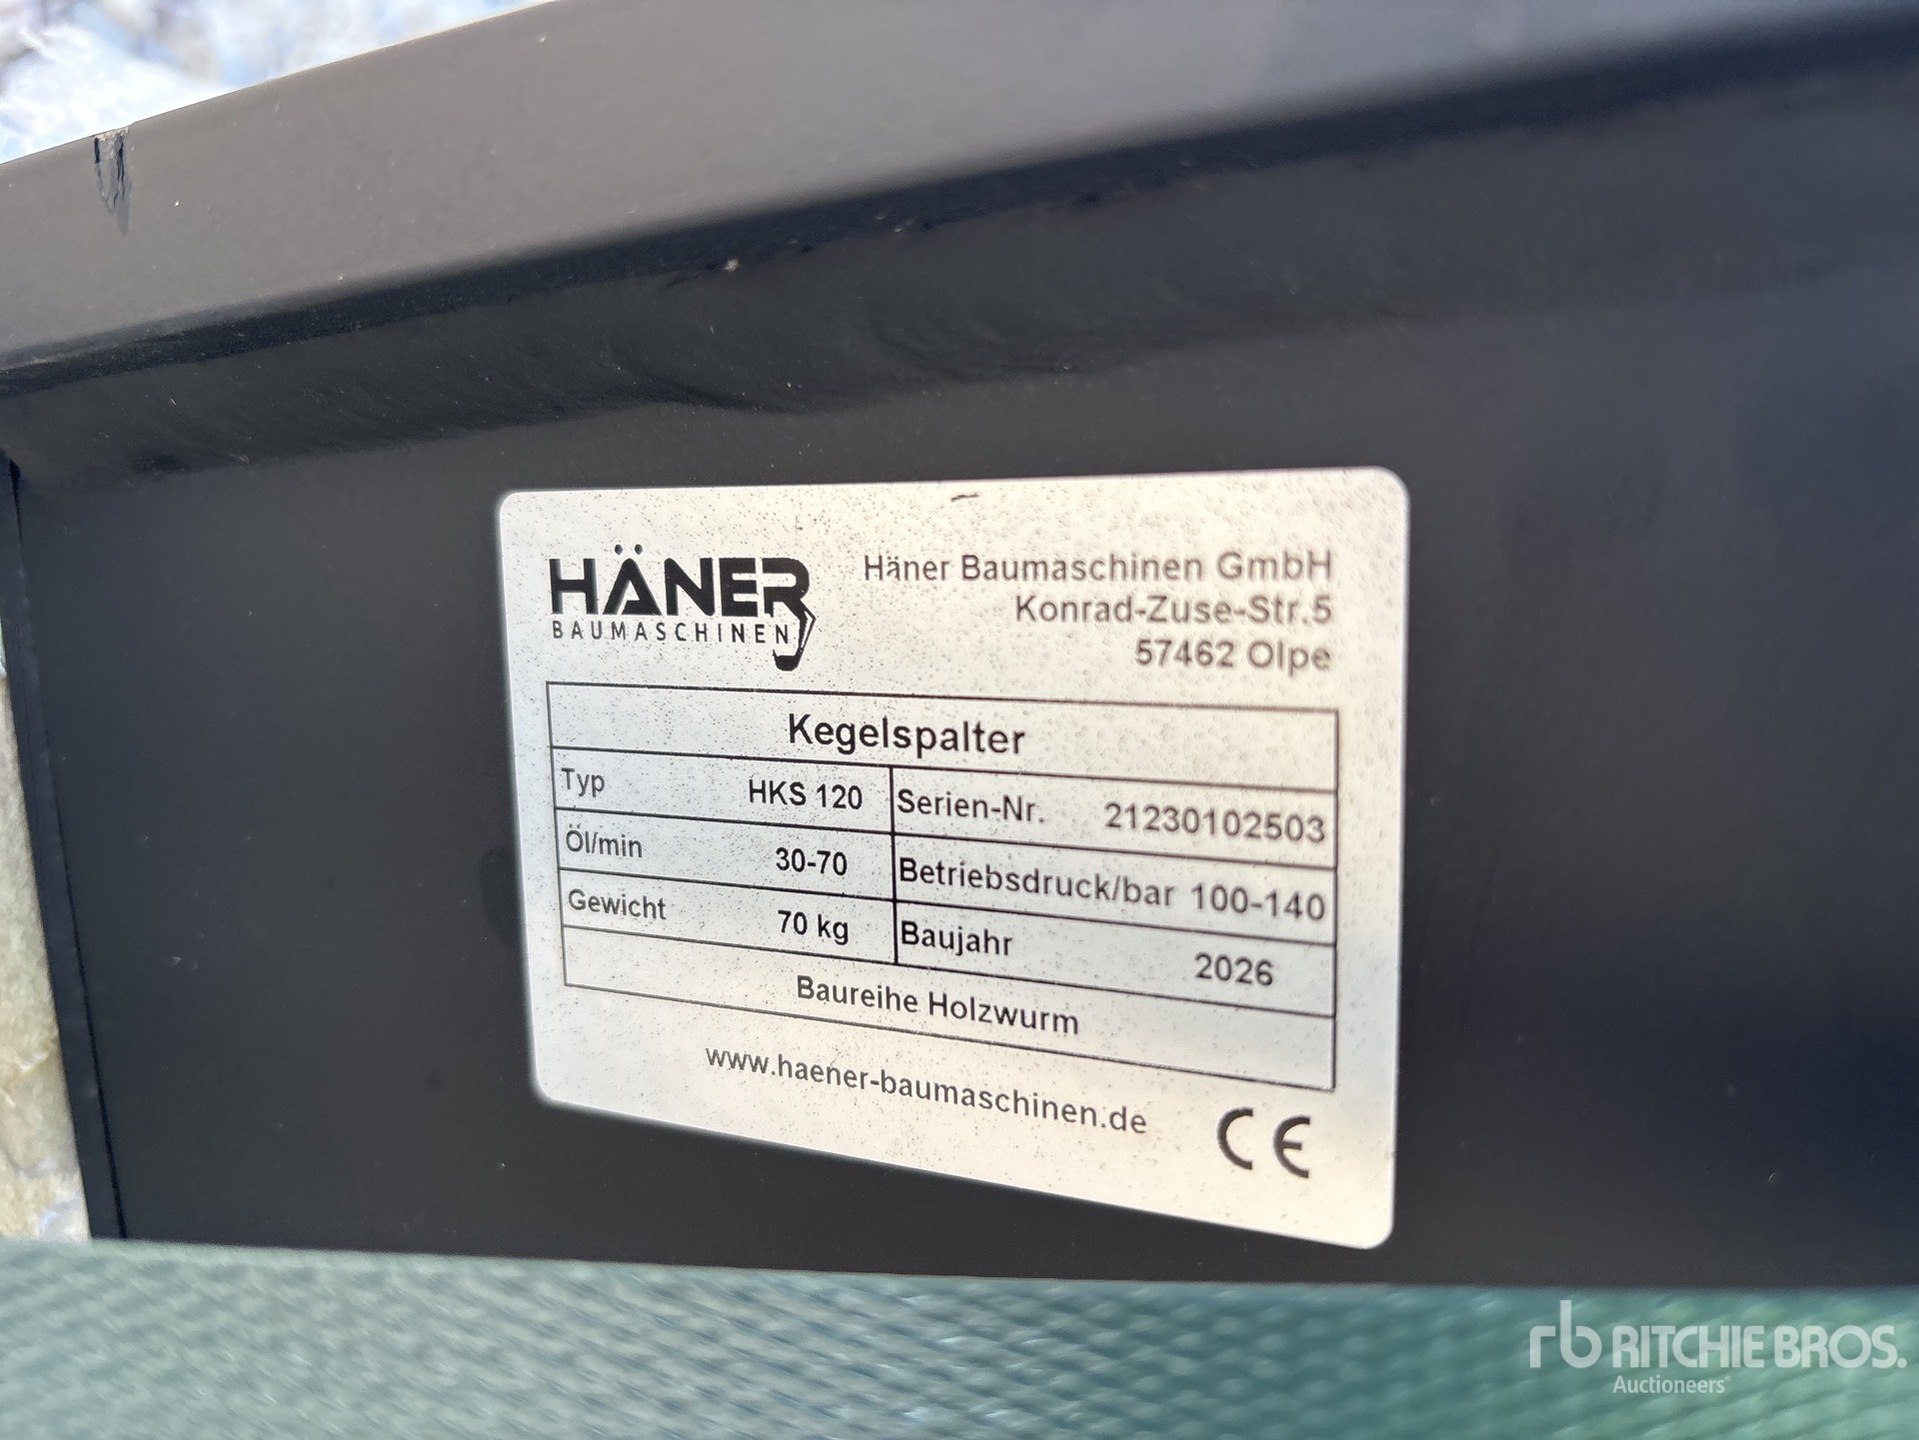 HÄNER
BAUMASCHINEN
Häner Baumaschinen GmbH
Konrad-Zuse-Str.5
57462 Olpe
Kegelspalter
Typ HKS 120 Serien-Nr. 21230102503
Öl/min 30-70 Betriebsdruck/bar 100-140
Gewicht 70 kg Baujahr 2026
Baureihe Holzwurm
www.haener-baumaschinen.de
CE
rb RITCHIE BROS.
Auctioneers